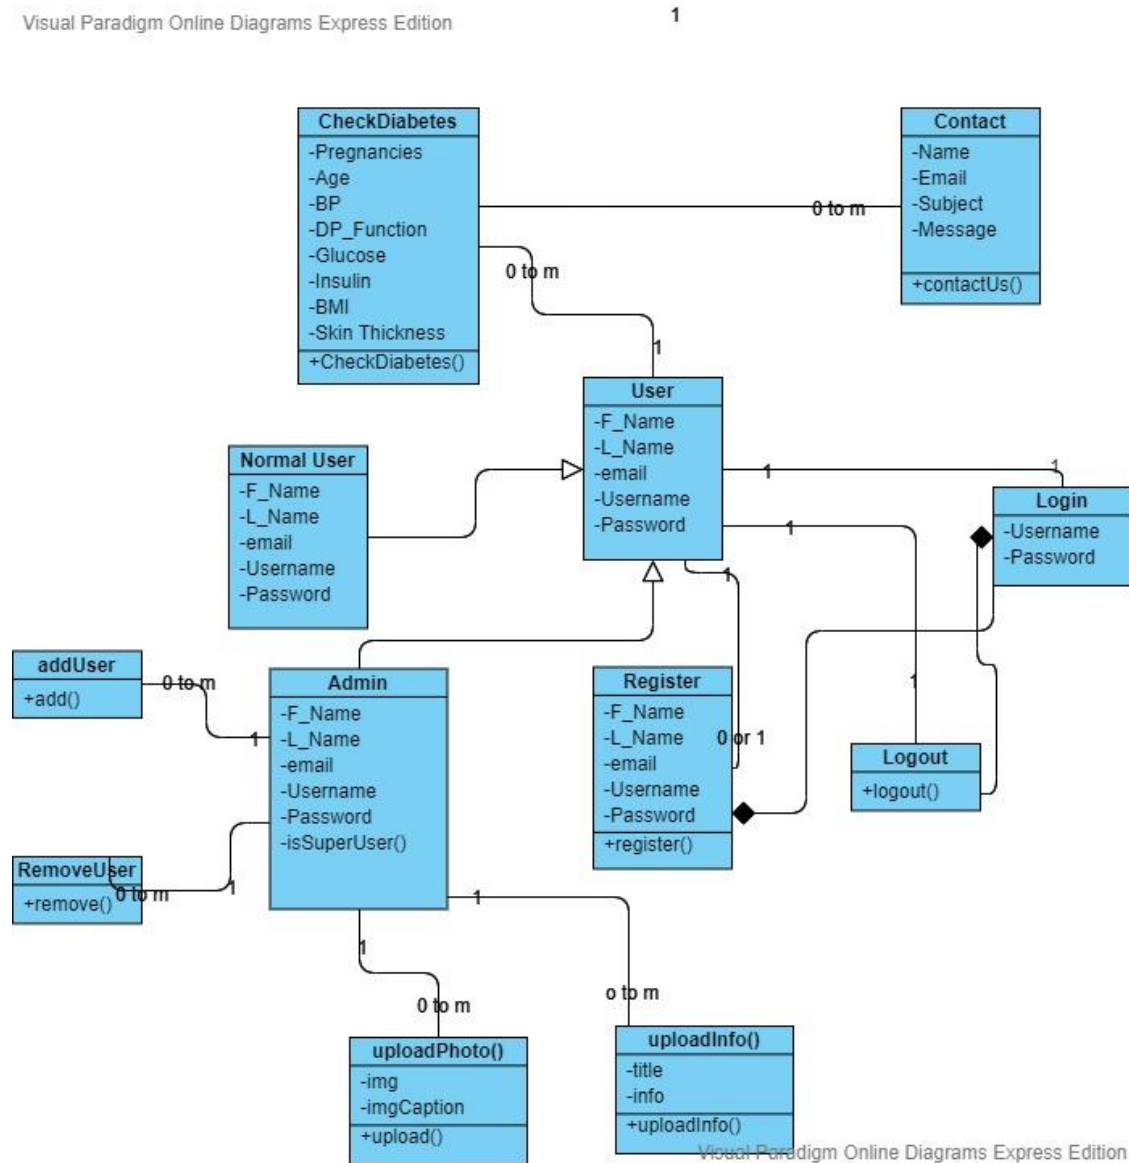 Visual Paradigm Online Diagrams Express Edition
1
CheckDiabetes
-Pregnancies
-Age
-BP
-DP_Function
-Glucose
-Insulin
-BMI
-Skin Thickness
+CheckDiabetes()
Contact
-Name
-Email
-Subject
-Message
+contactUs()
0 to m
0 to m
1
User
-F_Name
-L_Name
-email
-Username
-Password
Normal User
-F_Name
-L_Name
-email
-Username
-Password
1
1
Login
-Username
-Password
1
1
1
0 or 1
addUser
+add()
0 to m
1
Admin
-F_Name
-L_Name
-email
-Username
-Password
-isSuperUser()
Register
-F_Name
-L_Name
-email
-Username
-Password
+register()
Logout
+logout()
RemoveUser
+remove()
0 to m
1
1
0 to m
1
o to m
uploadPhoto()
-img
-imgCaption
+upload()
uploadInfo()
-title
-info
+uploadInfo()
Visual Paradigm Online Diagrams Express Edition